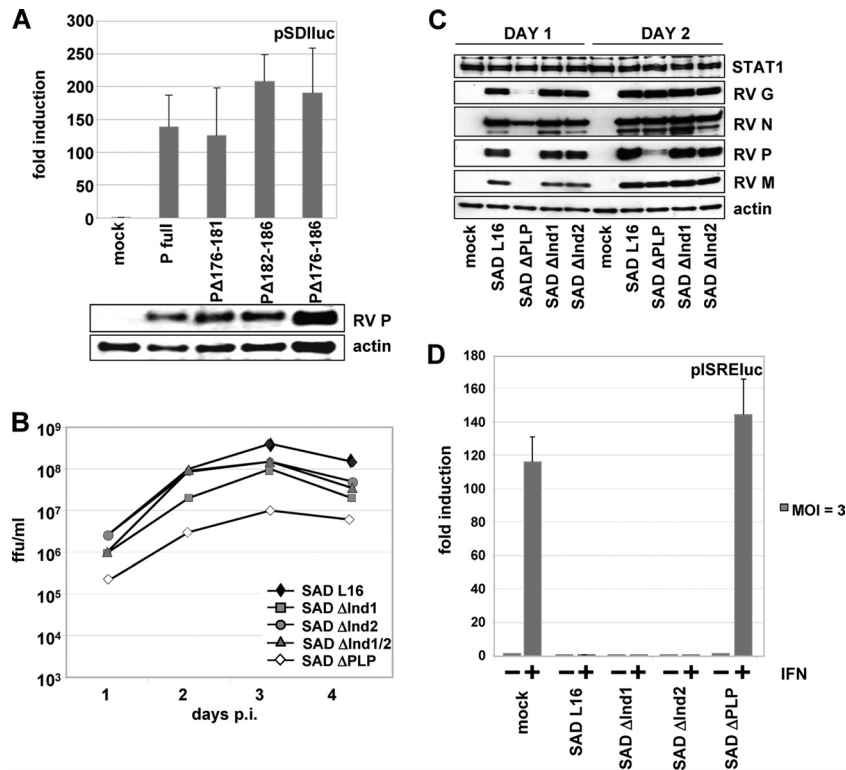 A
pSDIluc
fold induction
300
250
200
150
100
50
0
mock
P full
PΔ176-181
PΔ182-186
PΔ176-186
RV P
actin
B
ffu/ml
10⁹
10⁸
10⁷
10⁶
10⁵
10⁴
10³
SAD L16
SAD ΔInd1
SAD ΔInd2
SAD ΔInd1/2
SAD ΔPLP
1 2 3 4
days p.i.
C
DAY 1 DAY 2
STAT1
RV G
RV N
RV P
RV M
actin
mock
SAD L16
SAD ΔPLP
SAD ΔInd1
SAD ΔInd2
mock
SAD L16
SAD ΔPLP
SAD ΔInd1
SAD ΔInd2
D
pISREluc
fold induction
180
160
140
120
100
80
60
40
20
0
MOI = 3
− + − + − + − + − + IFN
mock
SAD L16
SAD ΔInd1
SAD ΔInd2
SAD ΔPLP